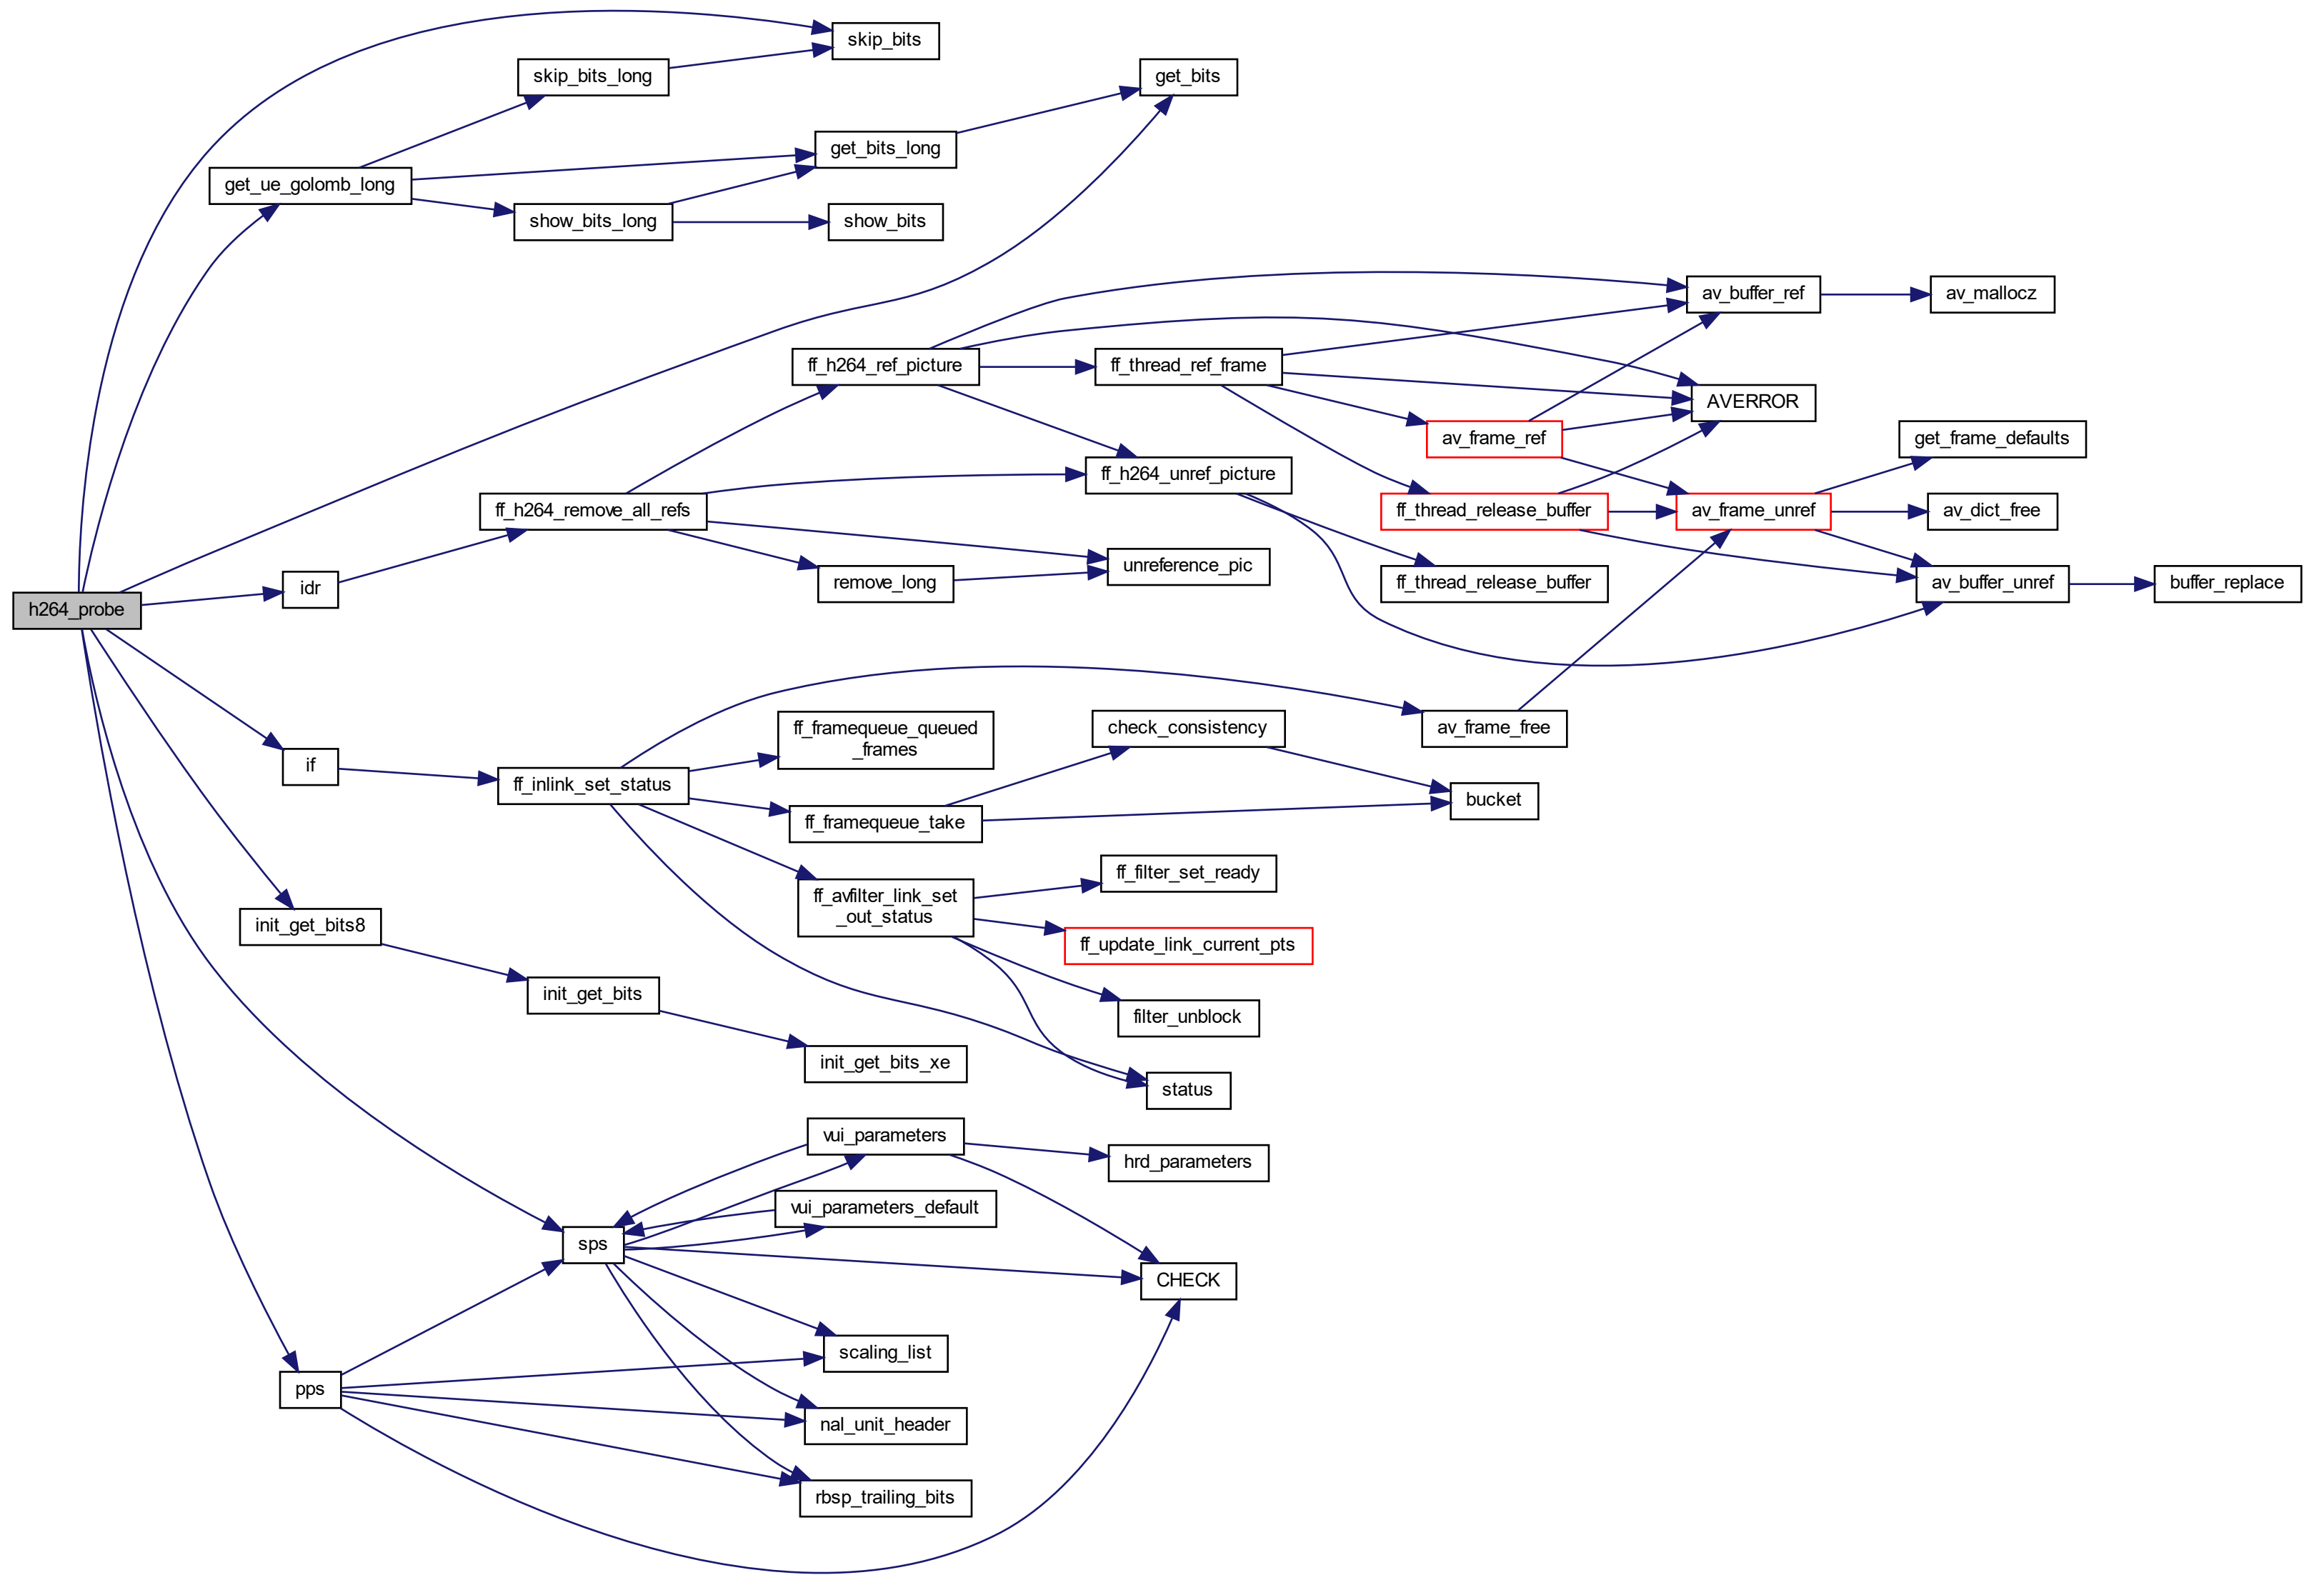 skip_bits
skip_bits_long
get_bits
get_bits_long
get_ue_golomb_long
show_bits_long
show_bits
av_buffer_ref
av_mallocz
ff_h264_ref_picture
ff_thread_ref_frame
AVERROR
av_frame_ref
get_frame_defaults
ff_h264_unref_picture
ff_h264_remove_all_refs
ff_thread_release_buffer
av_frame_unref
av_dict_free
unreference_pic
idr
remove_long
ff_thread_release_buffer
av_buffer_unref
buffer_replace
h264_probe
ff_framequeue_queued
_frames
check_consistency
av_frame_free
if
ff_inlink_set_status
ff_framequeue_take
bucket
ff_filter_set_ready
ff_avfilter_link_set
_out_status
init_get_bits8
ff_update_link_current_pts
init_get_bits
filter_unblock
init_get_bits_xe
status
vui_parameters
hrd_parameters
vui_parameters_default
sps
CHECK
scaling_list
pps
nal_unit_header
rbsp_trailing_bits